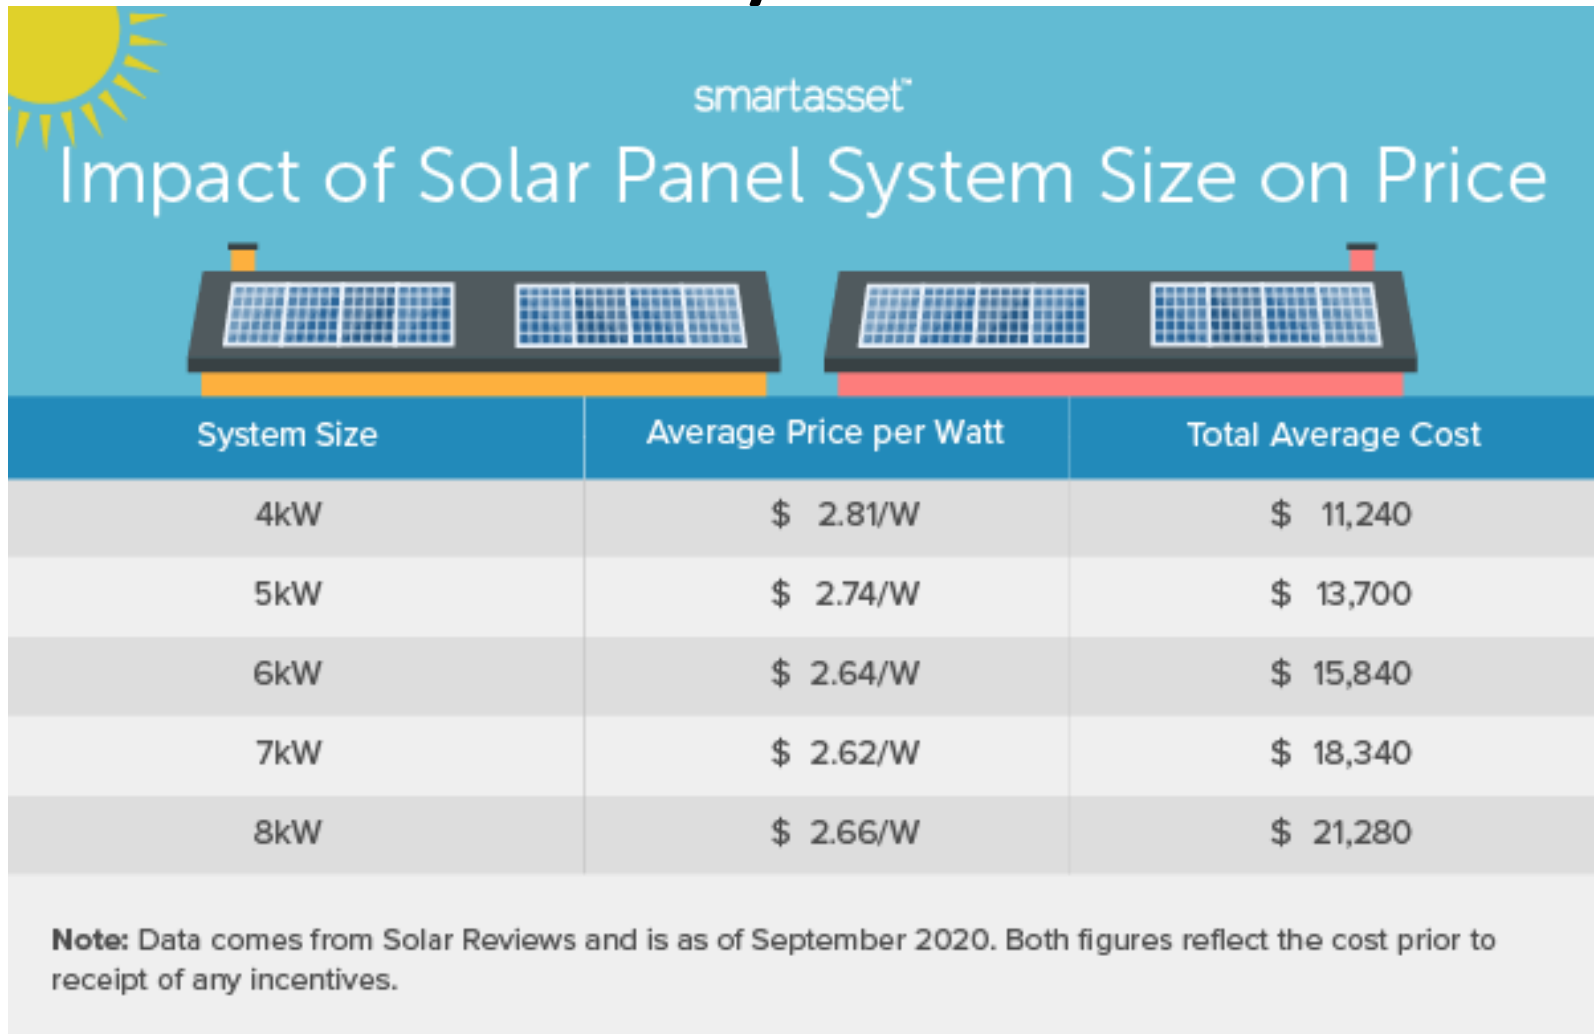 smartasset™
Impact of Solar Panel System Size on Price
System Size Average Price per Watt Total Average Cost
4kW $ 2.81/W $ 11,240
5kW $ 2.74/W $ 13,700
6kW $ 2.64/W $ 15,840
7kW $ 2.62/W $ 18,340
8kW $ 2.66/W $ 21,280
Note: Data comes from Solar Reviews and is as of September 2020. Both figures reflect the cost prior to
receipt of any incentives.